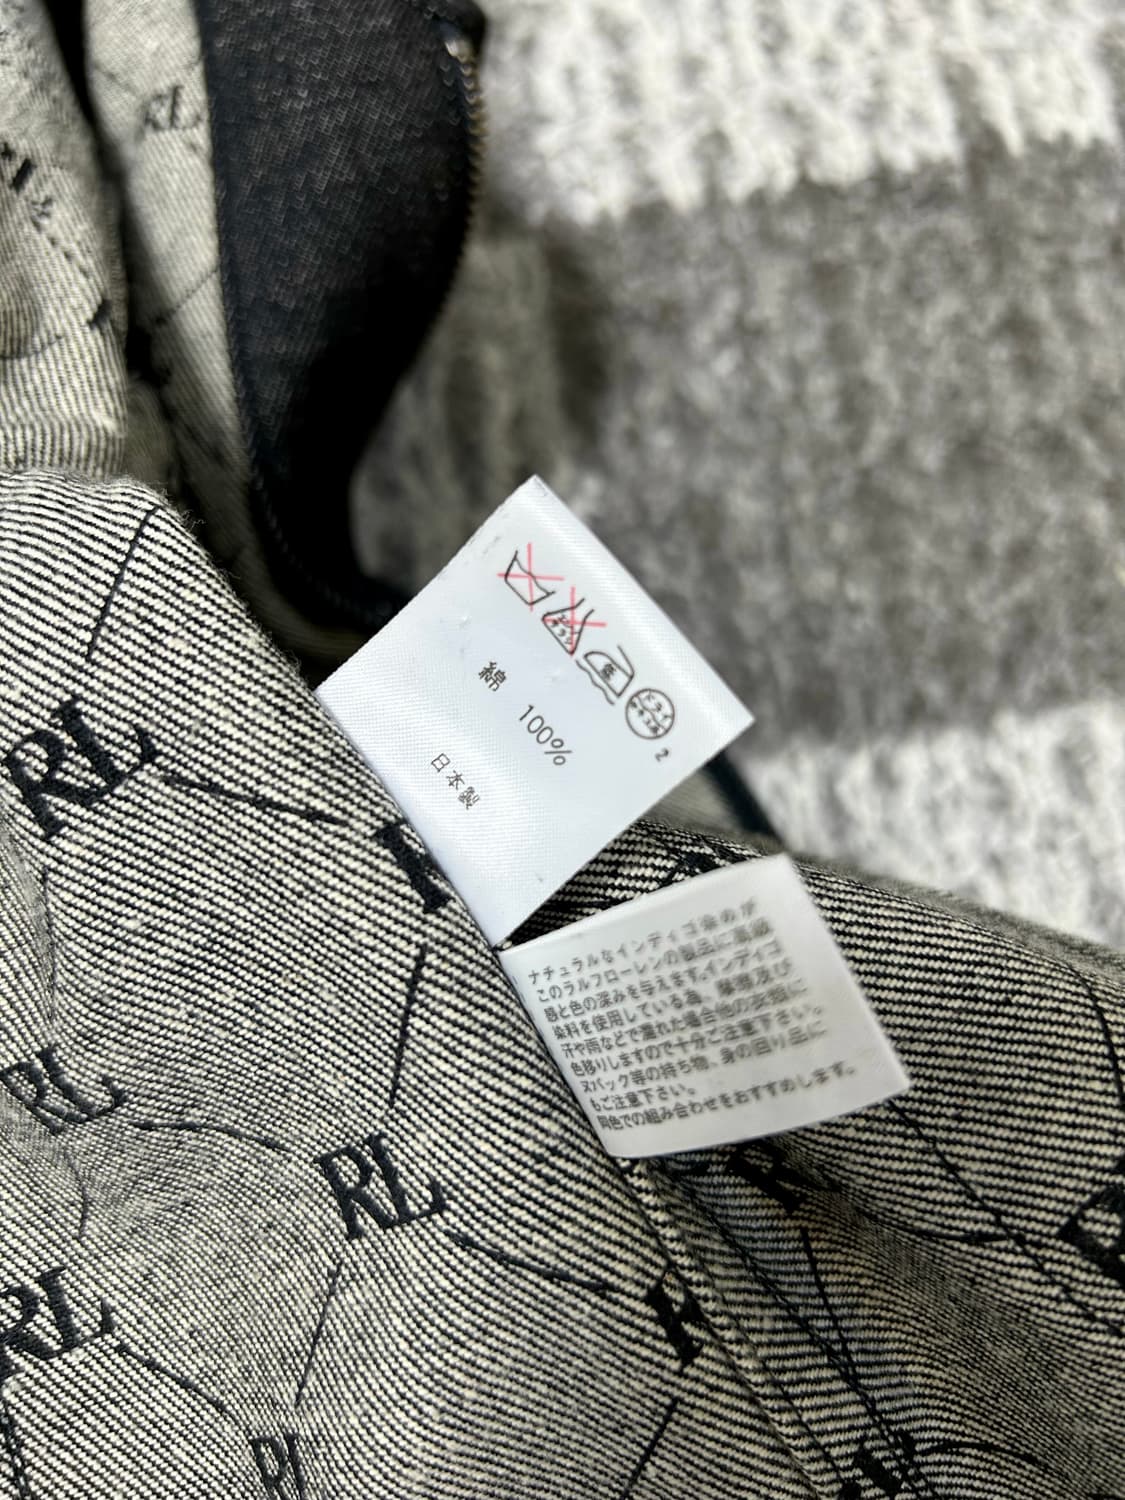 綿 100%
日本製
2
ナチュラルなインディゴ染めが
このラルフローレンの製品に高級
感と色の深みを与えます。インディゴ
染料を使用している為、摩擦及び
汗や雨などで濡れた場合他の衣類に
色移りしますので十分ご注意下さい。
ヌバック等の持ち物、身の回り品に
もご注意下さい。
同色での組み合わせをおすすめします。
RL
RL
RL
RL
RL
RL